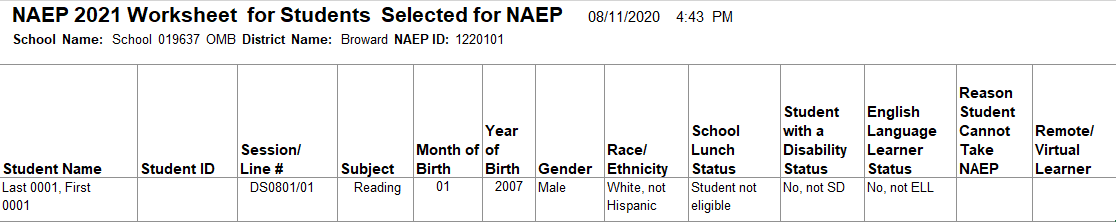 NAEP 2021 Worksheet for Students Selected for NAEP 08/11/2020 4:43 PM
School Name: School 019637 OMB District Name: Broward NAEP ID: 1220101
Student Name
Student ID
Session/
Line #
Subject
Month of
Birth
Year
of
Birth
Gender
Race/
Ethnicity
School
Lunch
Status
Student
with a
Disability
Status
English
Language
Learner
Status
Reason
Student
Cannot
Take
NAEP
Remote/
Virtual
Learner
Last 0001, First
0001
DS0801/01
Reading
01
2007
Male
White, not
Hispanic
Student not
eligible
No, not SD
No, not ELL